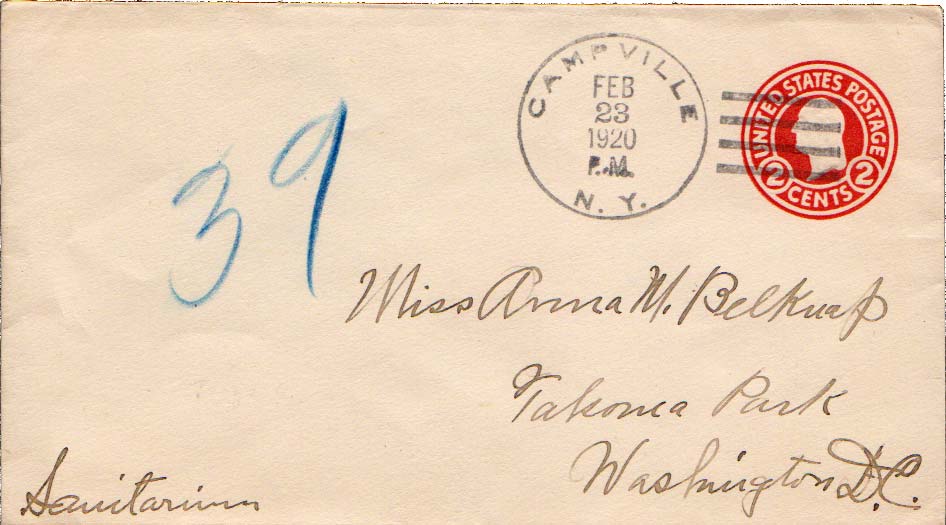 CAMPVILLE
FEB
23
1920
P.M.
N. Y.
UNITED STATES POSTAGE
2 CENTS 2
39
Miss Anna M. Belknap
Takoma Park
Washington D.C.
Sanitarium